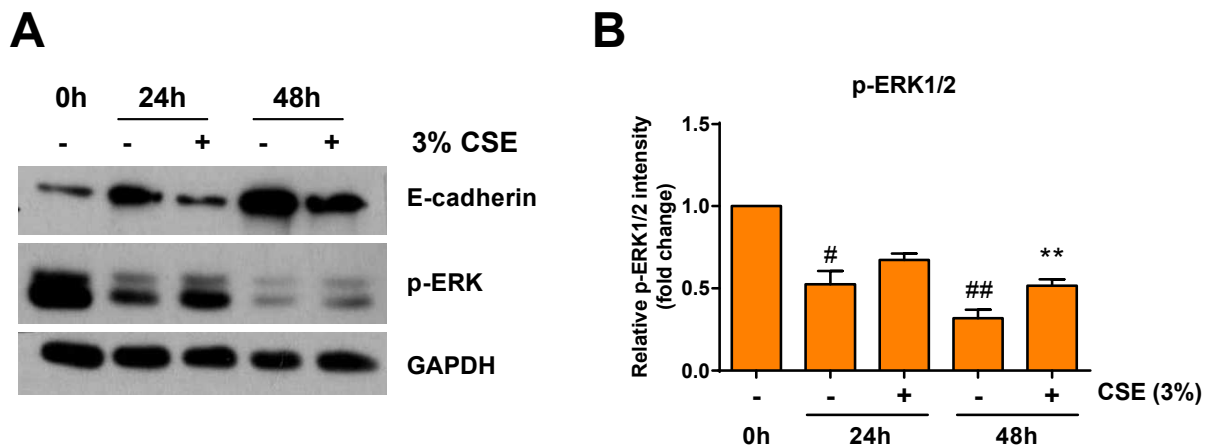 A
0h 24h 48h
- - + - + 3% CSE
E-cadherin
p-ERK
GAPDH
B
p-ERK1/2
Relative p-ERK1/2 intensity
(fold change)
1.5
1.0
0.5
0.0
# ## **
- - + - + CSE (3%)
0h 24h 48h